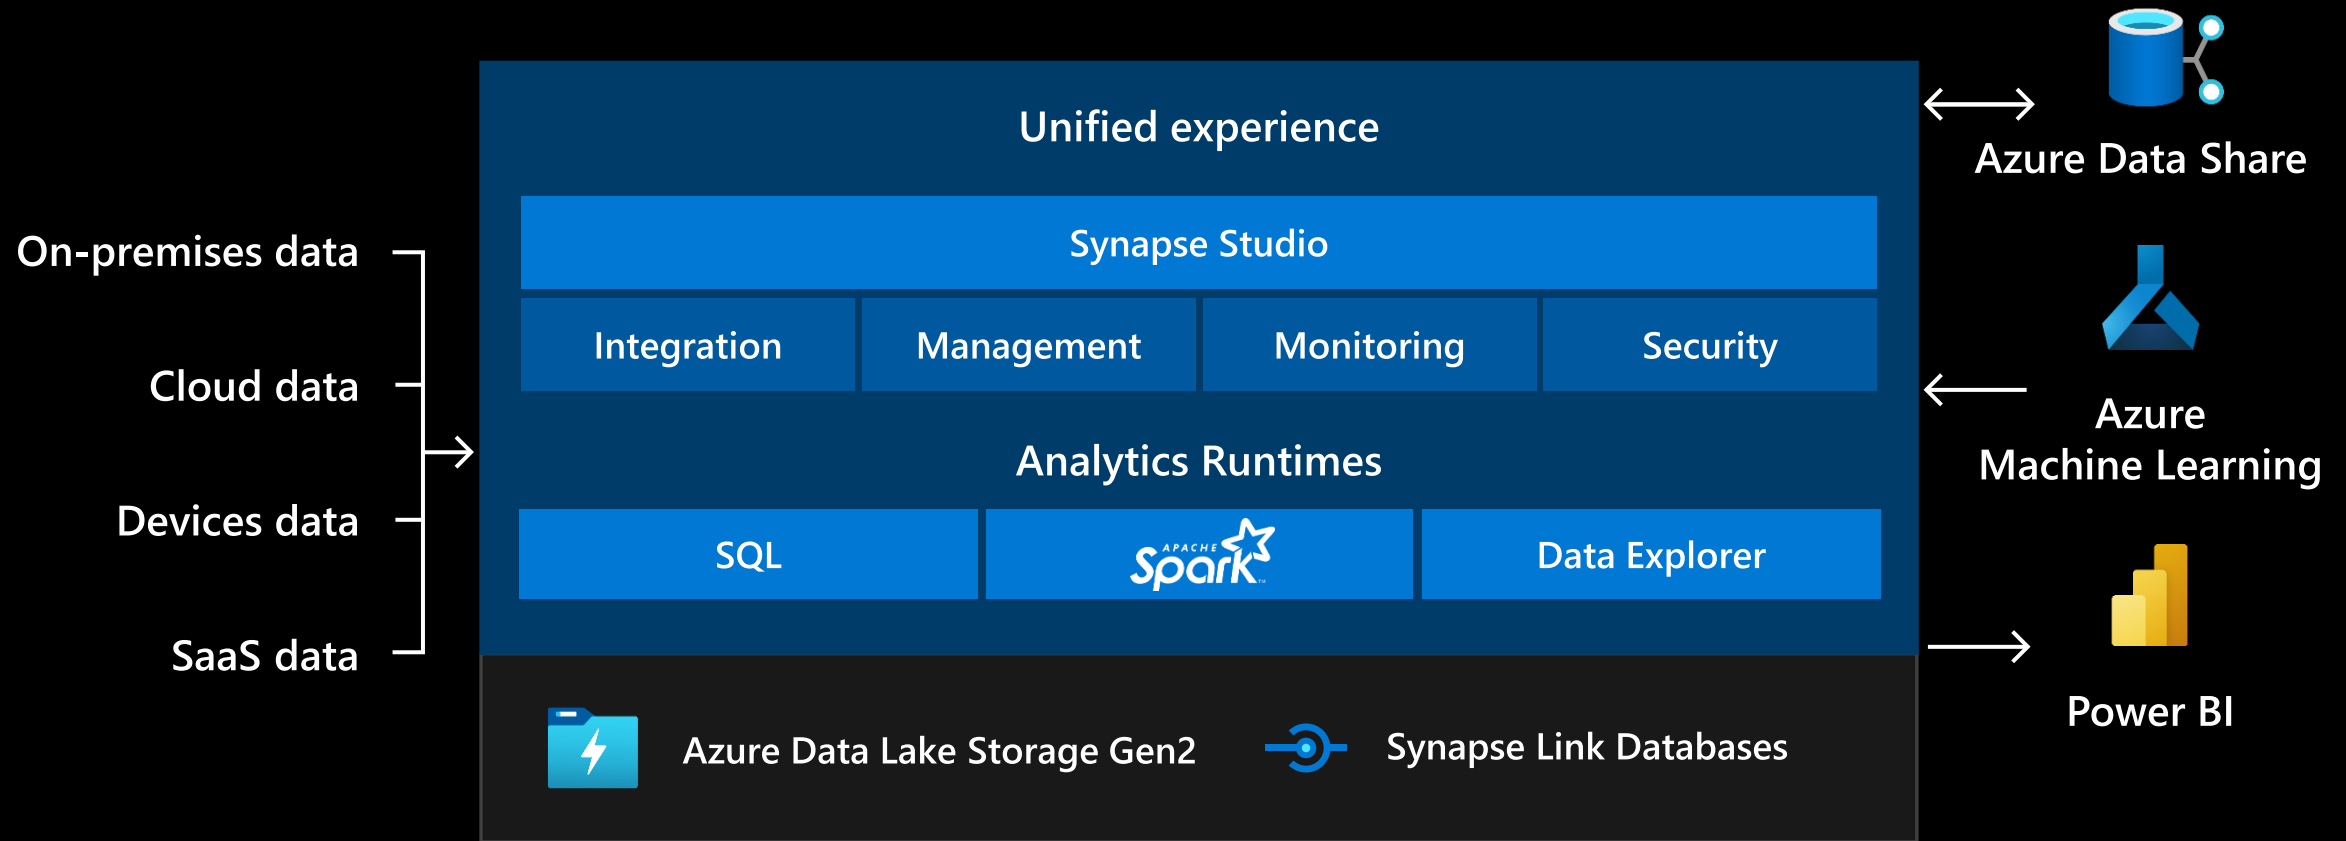 On-premises data
Cloud data
Devices data
SaaS data
Unified experience
Synapse Studio
Integration
Management
Monitoring
Security
Analytics Runtimes
SQL
APACHE
Spark™
Data Explorer
Azure Data Lake Storage Gen2
Synapse Link Databases
Azure Data Share
Azure
Machine Learning
Power BI